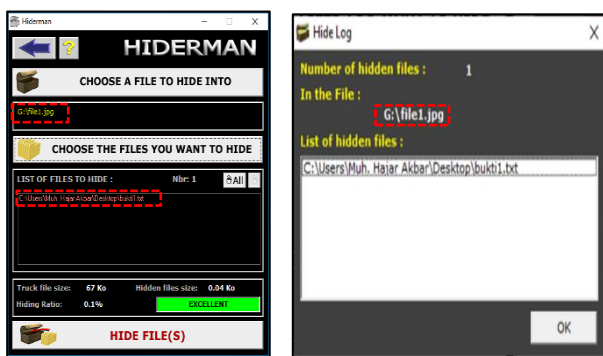 Hiderman
HIDERMAN
CHOOSE A FILE TO HIDE INTO
G:\file1.jpg
CHOOSE THE FILES YOU WANT TO HIDE
LIST OF FILES TO HIDE :
Nbr: 1
All
C:\Users\Muh. Hajar Akbar\Desktop\bukti1.txt
Truck file size: 67 Ko
Hidden files size: 0.04 Ko
Hiding Ratio: 0.1%
EXCELLENT
HIDE FILE(S)
Hide Log
Number of hidden files : 1
In the File :
G:\file1.jpg
List of hidden files :
C:\Users\Muh. Hajar Akbar\Desktop\bukti1.txt
OK